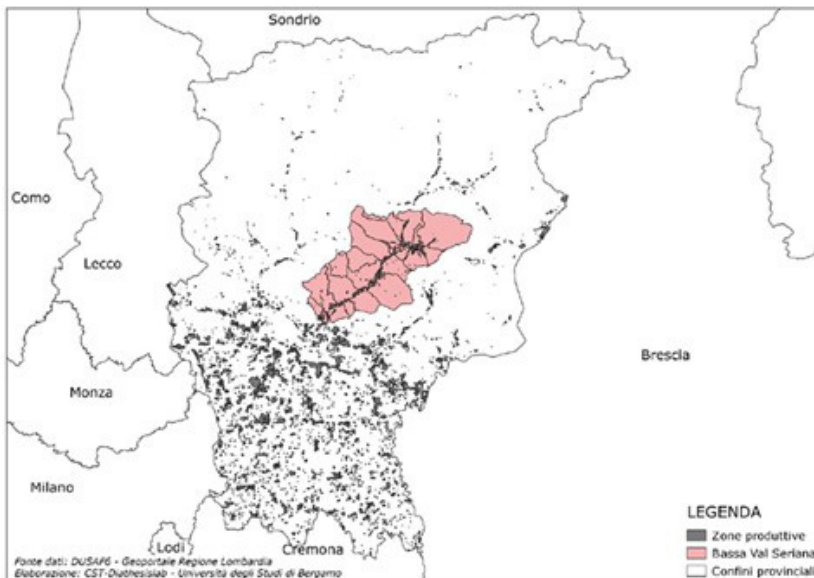 Sondrio
Como
Lecco
Brescia
Monza
Milano
Lodi
Cremona
LEGENDA
Zone produttive
Bassa Val Seriana
Confini provinciali
Fonte dati: DUSAF6 - Geoportale Regione Lombardia
Elaborazione: CST-Diathesislab - Università degli Studi di Bergamo